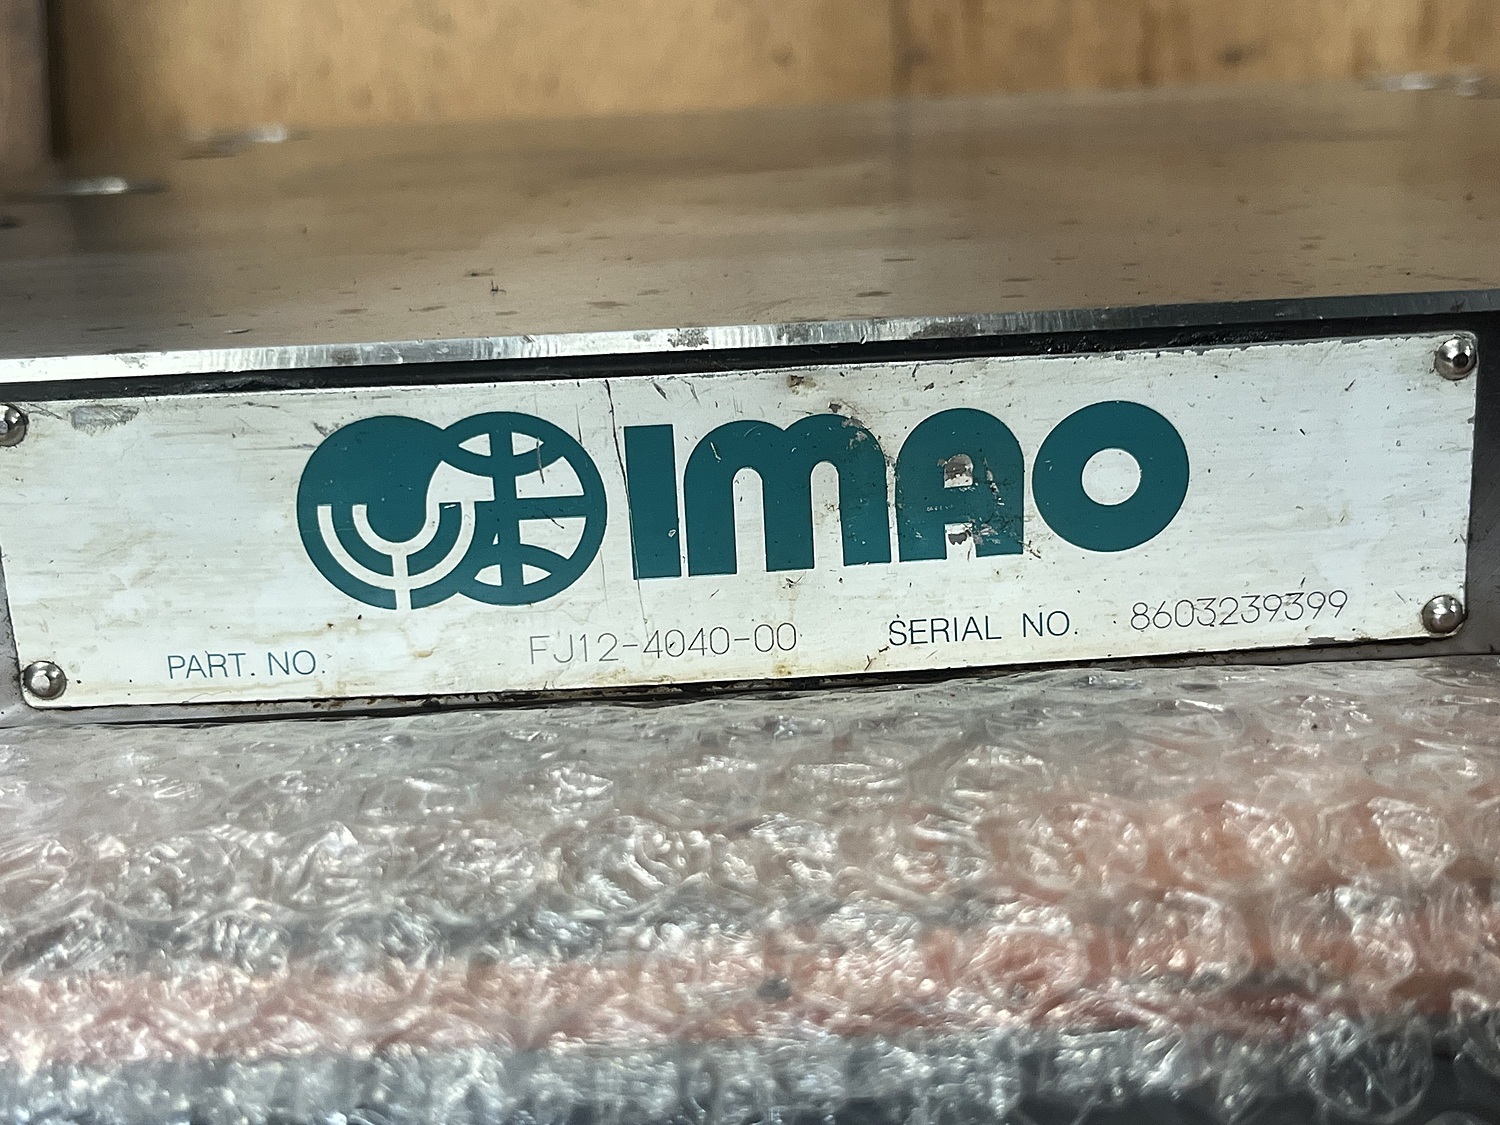 IMAO
PART. NO. FJ12-4040-00 SERIAL NO. 8603239399